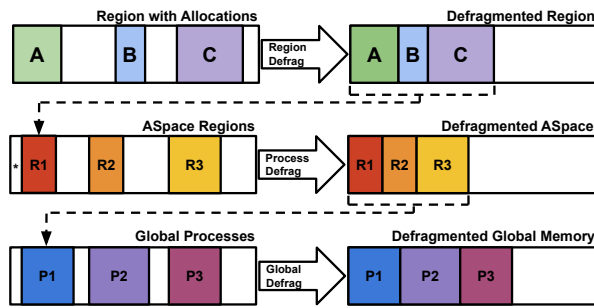 Region with Allocations
Defragmented Region
A
B
C
Region
Defrag
A
B
C
ASpace Regions
Defragmented ASpace
*
R1
R2
R3
Process
Defrag
R1
R2
R3
Global Processes
Defragmented Global Memory
P1
P2
P3
Global
Defrag
P1
P2
P3